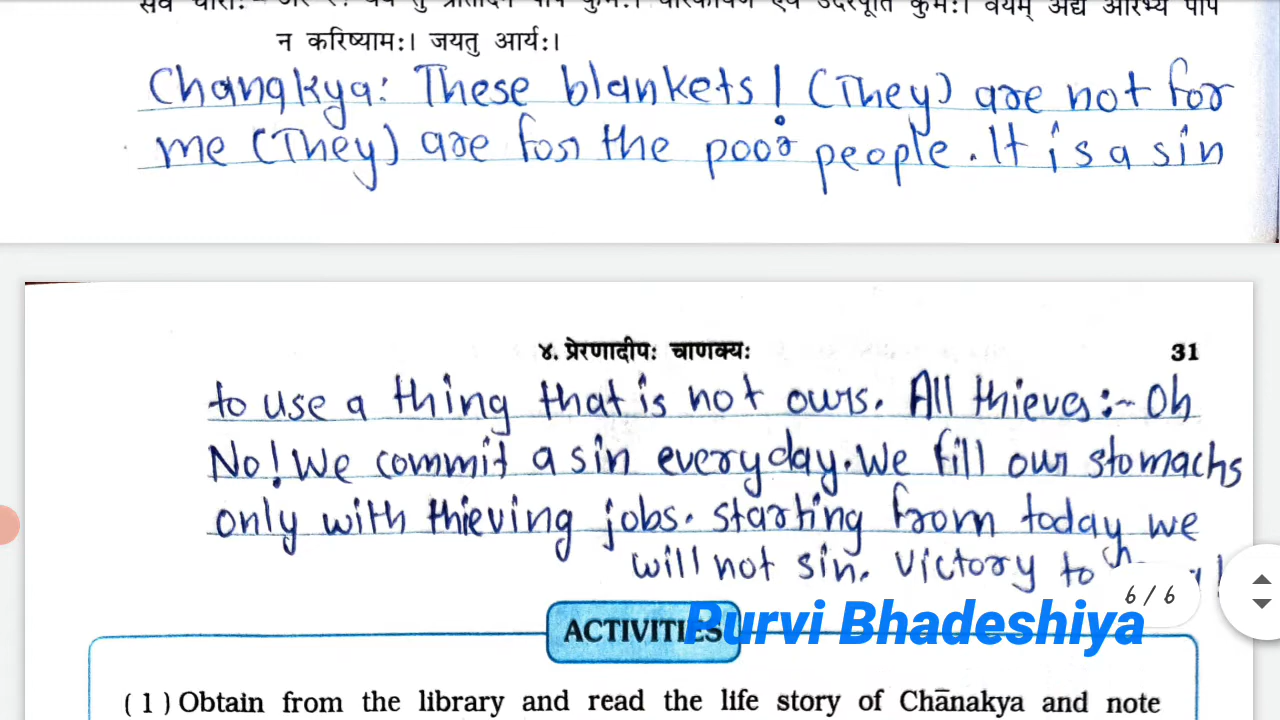 न करिष्यामः। जयतु आर्यः।
Chanqkya: These blankets! (They) are not for
me (They) are for the poor people. It is a sin
४. प्रेरणादीपः चाणक्यः 31
to use a thing that is not ours. All thieves:- Oh
No! We commit a sin everyday. We fill our stomachs
only with thieving jobs. starting from today we
will not sin. Victory to
6 / 6
Purvi Bhadeshiya
ACTIVITIES
( 1 ) Obtain from the library and read the life story of Chānakya and note